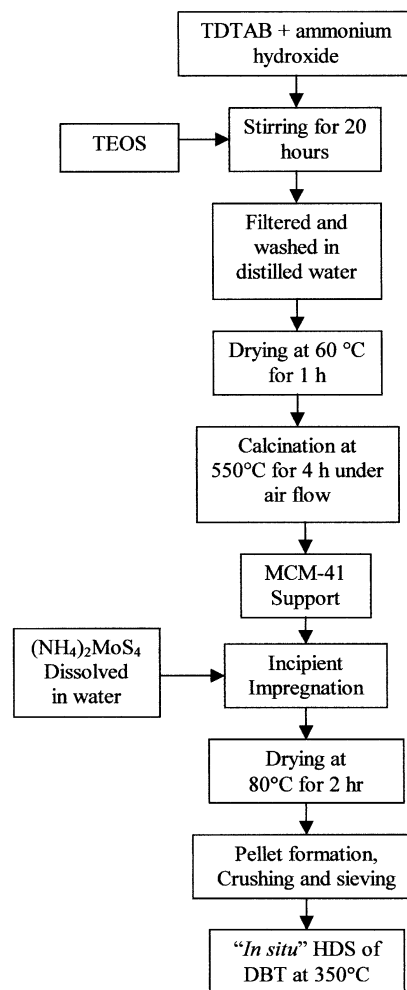 TDTAB + ammonium
hydroxide
TEOS
Stirring for 20
hours
Filtered and
washed in
distilled water
Drying at 60 °C
for 1 h
Calcination at
550°C for 4 h under
air flow
MCM-41
Support
(NH₄)₂MoS₄
Dissolved
in water
Incipient
Impregnation
Drying at
80°C for 2 hr
Pellet formation,
Crushing and sieving
“In situ” HDS of
DBT at 350°C